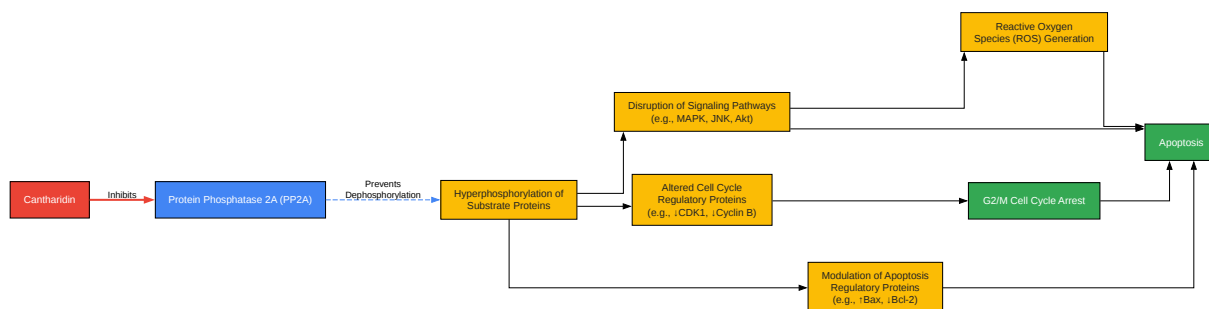 Reactive Oxygen
Species (ROS) Generation
Disruption of Signaling Pathways
(e.g., MAPK, JNK, Akt)
Apoptosis
Cantharidin
Inhibits
Protein Phosphatase 2A (PP2A)
Prevents
Dephosphorylation
Hyperphosphorylation of
Substrate Proteins
Altered Cell Cycle
Regulatory Proteins
(e.g., ↓CDK1, ↓Cyclin B)
G2/M Cell Cycle Arrest
Modulation of Apoptosis
Regulatory Proteins
(e.g., ↑Bax, ↓Bcl-2)